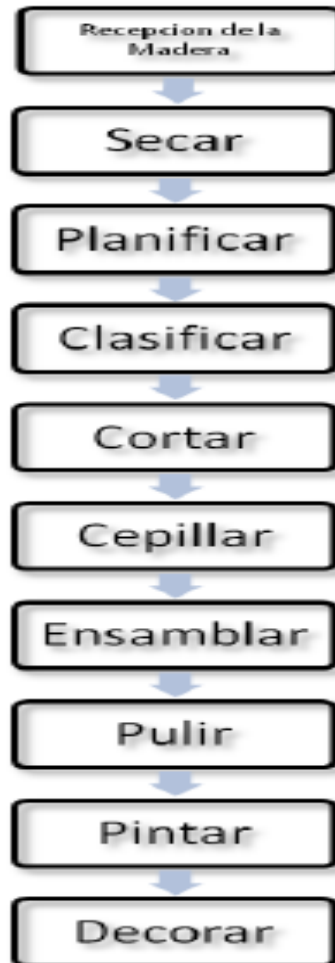 Recepcion de la
Madera
Secar
Planificar
Clasificar
Cortar
Cepillar
Ensamblar
Pulir
Pintar
Decorar